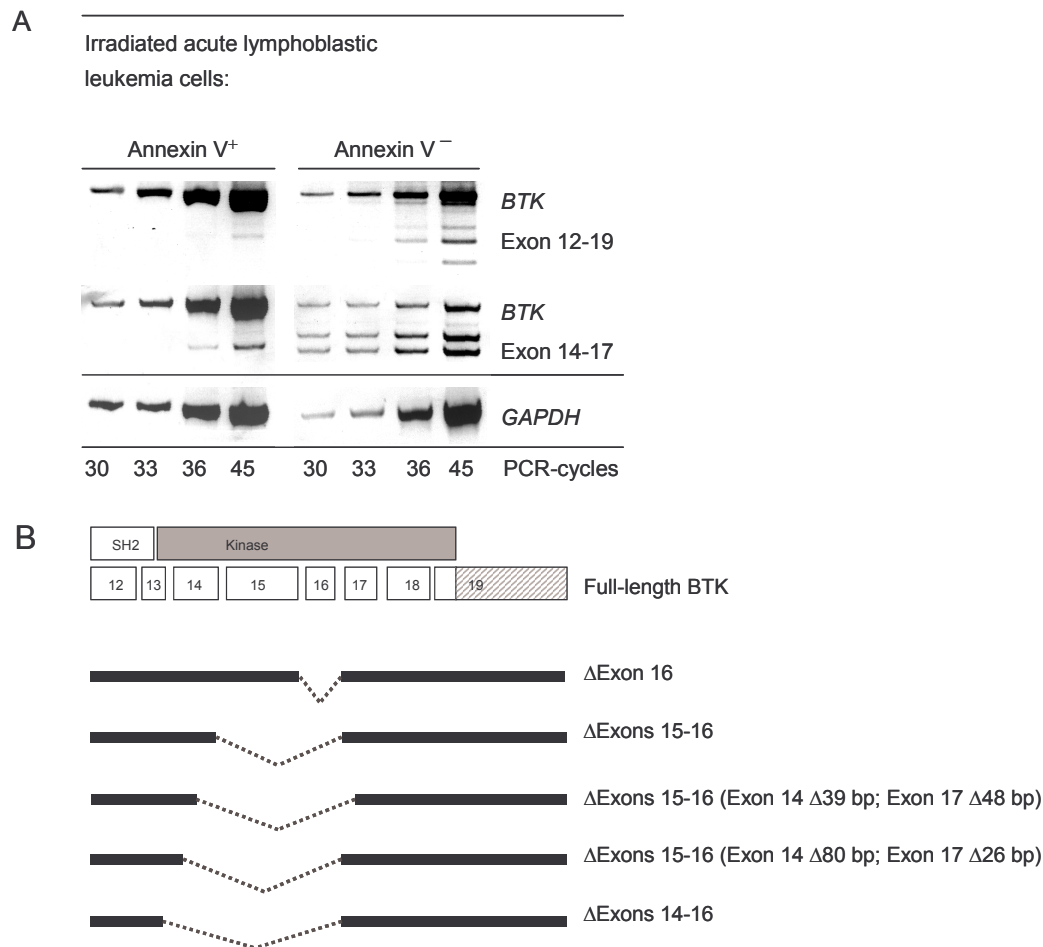 A
Irradiated acute lymphoblastic
leukemia cells:
Annexin V+ Annexin V−
BTK
Exon 12-19
BTK
Exon 14-17
GAPDH
30 33 36 45 30 33 36 45 PCR-cycles
B
SH2 Kinase
12 13 14 15 16 17 18 19 Full-length BTK
ΔExon 16
ΔExons 15-16
ΔExons 15-16 (Exon 14 Δ39 bp; Exon 17 Δ48 bp)
ΔExons 15-16 (Exon 14 Δ80 bp; Exon 17 Δ26 bp)
ΔExons 14-16